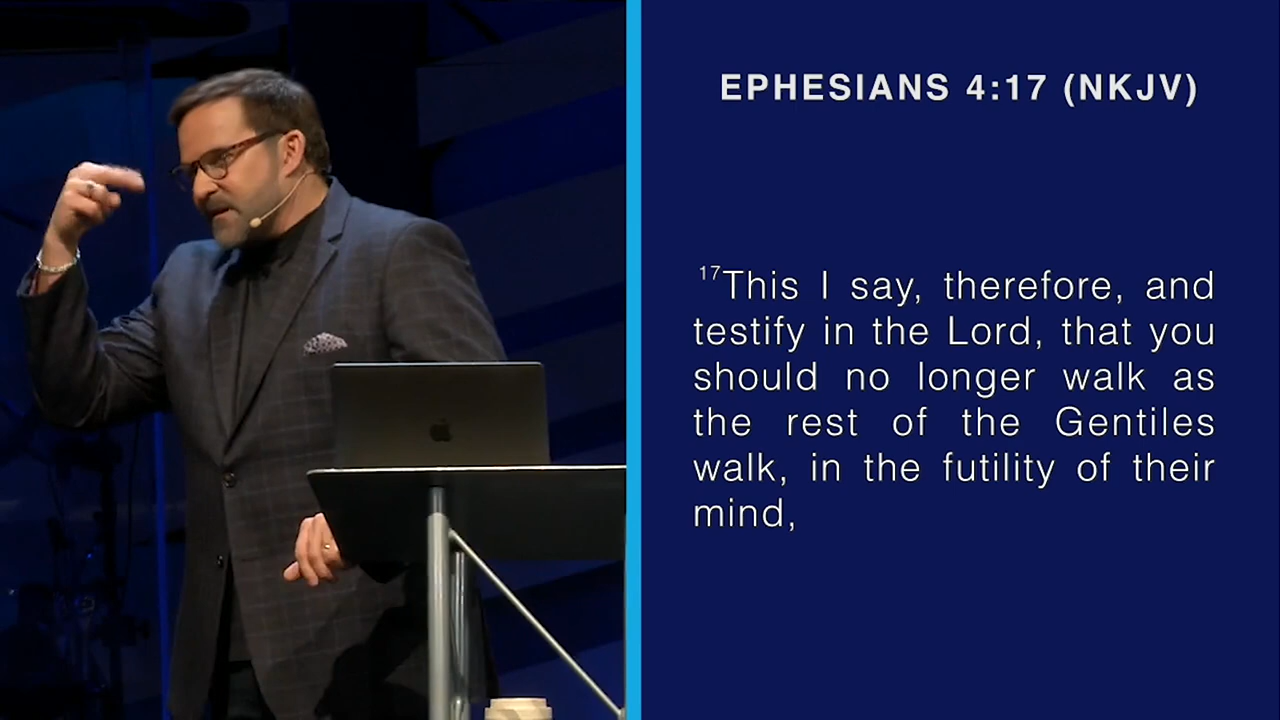 EPHESIANS 4:17 (NKJV)
17This I say, therefore, and
testify in the Lord, that you
should no longer walk as
the rest of the Gentiles
walk, in the futility of their
mind,